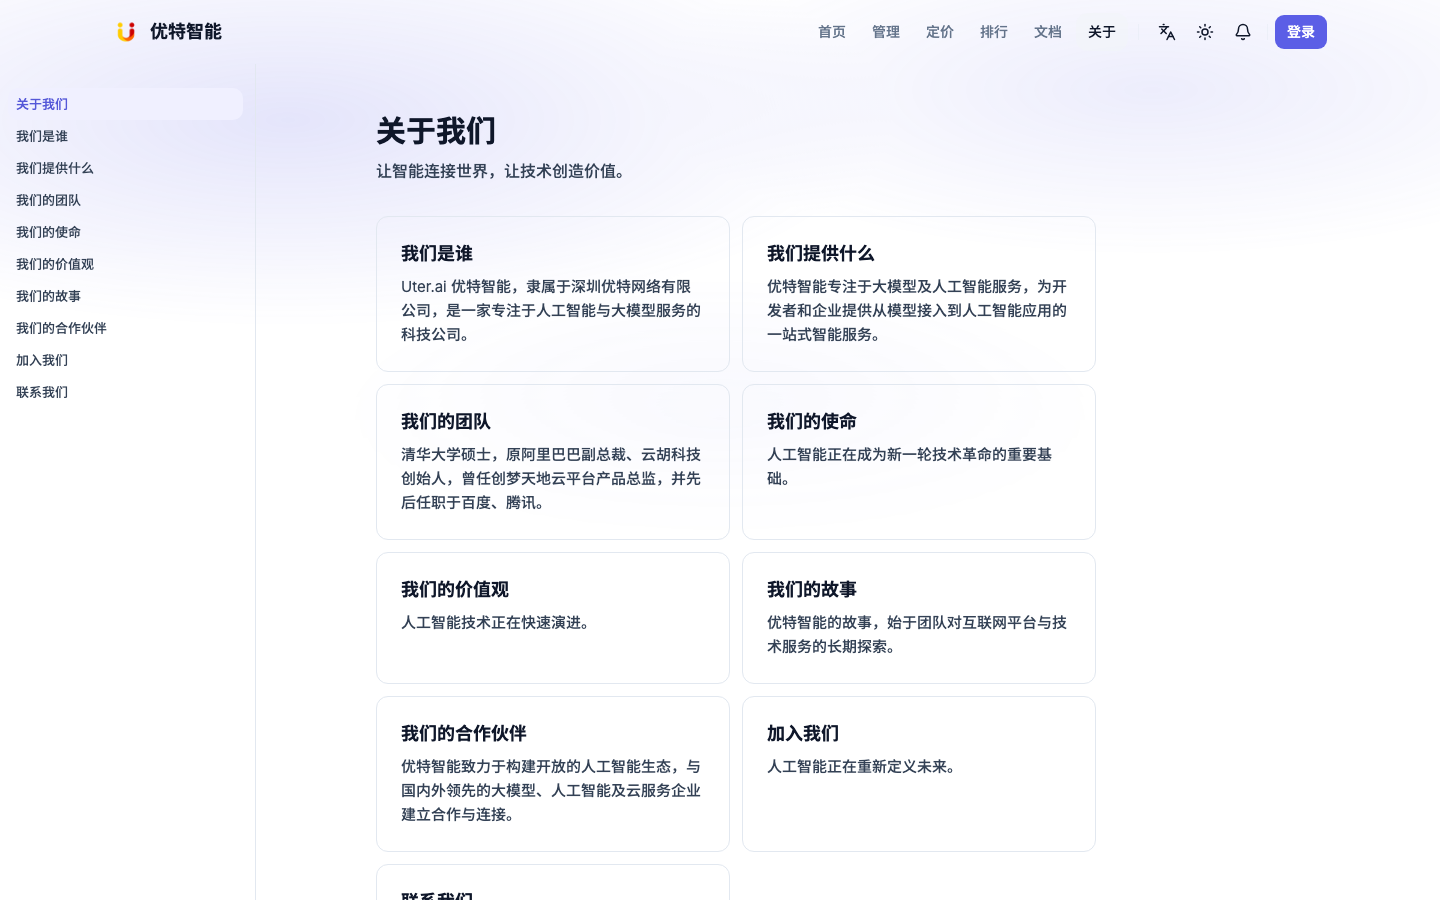 优特智能
首页
管理
定价
排行
文档
关于
登录
关于我们
我们是谁
我们提供什么
我们的团队
我们的使命
我们的价值观
我们的故事
我们的合作伙伴
加入我们
联系我们
关于我们
让智能连接世界，让技术创造价值。
我们是谁
Uter.ai 优特智能，隶属于深圳优特网络有限
公司，是一家专注于人工智能与大模型服务的
科技公司。
我们提供什么
优特智能专注于大模型及人工智能服务，为开
发者和企业提供从模型接入到人工智能应用的
一站式智能服务。
我们的团队
清华大学硕士，原阿里巴巴副总裁、云胡科技
创始人，曾任创梦天地云平台产品总监，并先
后任职于百度、腾讯。
我们的使命
人工智能正在成为新一轮技术革命的重要基
础。
我们的价值观
人工智能技术正在快速演进。
我们的故事
优特智能的故事，始于团队对互联网平台与技
术服务的长期探索。
我们的合作伙伴
优特智能致力于构建开放的人工智能生态，与
国内外领先的大模型、人工智能及云服务企业
建立合作与连接。
加入我们
人工智能正在重新定义未来。
联系我们